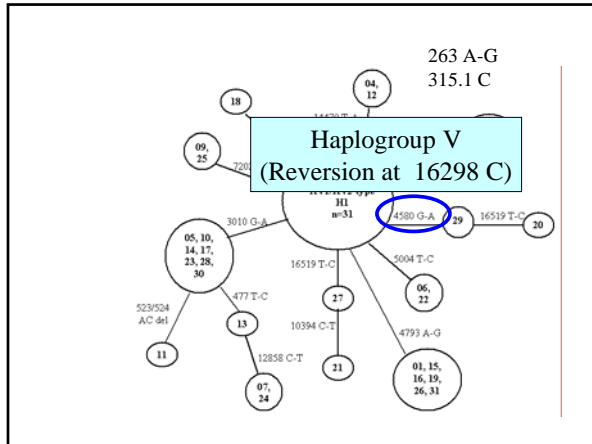 263 A-G
315.1 C
04,
12
18
14470 T-A
Haplogroup V
(Reversion at 16298 C)
09,
25
H1
n=31
4580 G-A
29
16519 T-C
20
3010 G-A
05, 10,
14, 17,
23, 28,
30
16519 T-C
5004 T-C
06,
22
523/524
AC del
477 T-C
27
13
10394 C-T
4793 A-G
11
12858 C-T
21
01, 15,
16, 19,
26, 31
07,
24